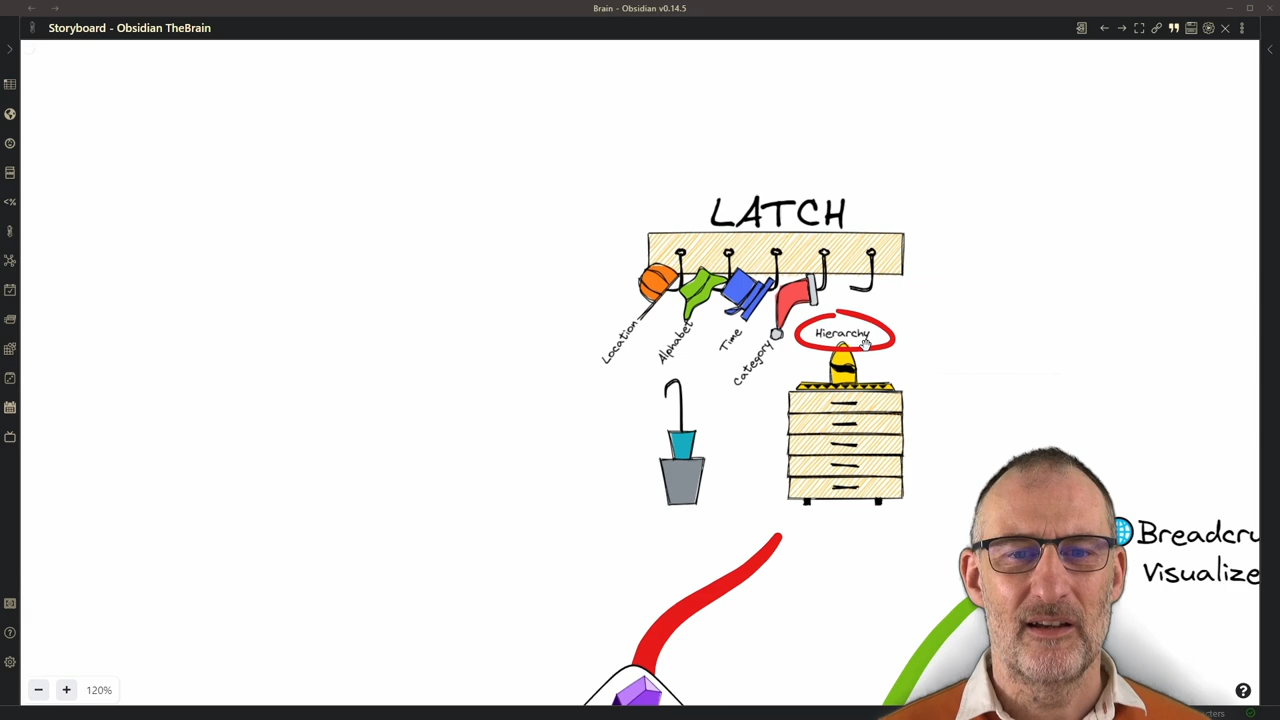 Brain - Obsidian v0.14.5
Storyboard - Obsidian TheBrain
LATCH
Location
Alphabet
Time
Category
Hierarchy
Breadcru
Visualize
120%